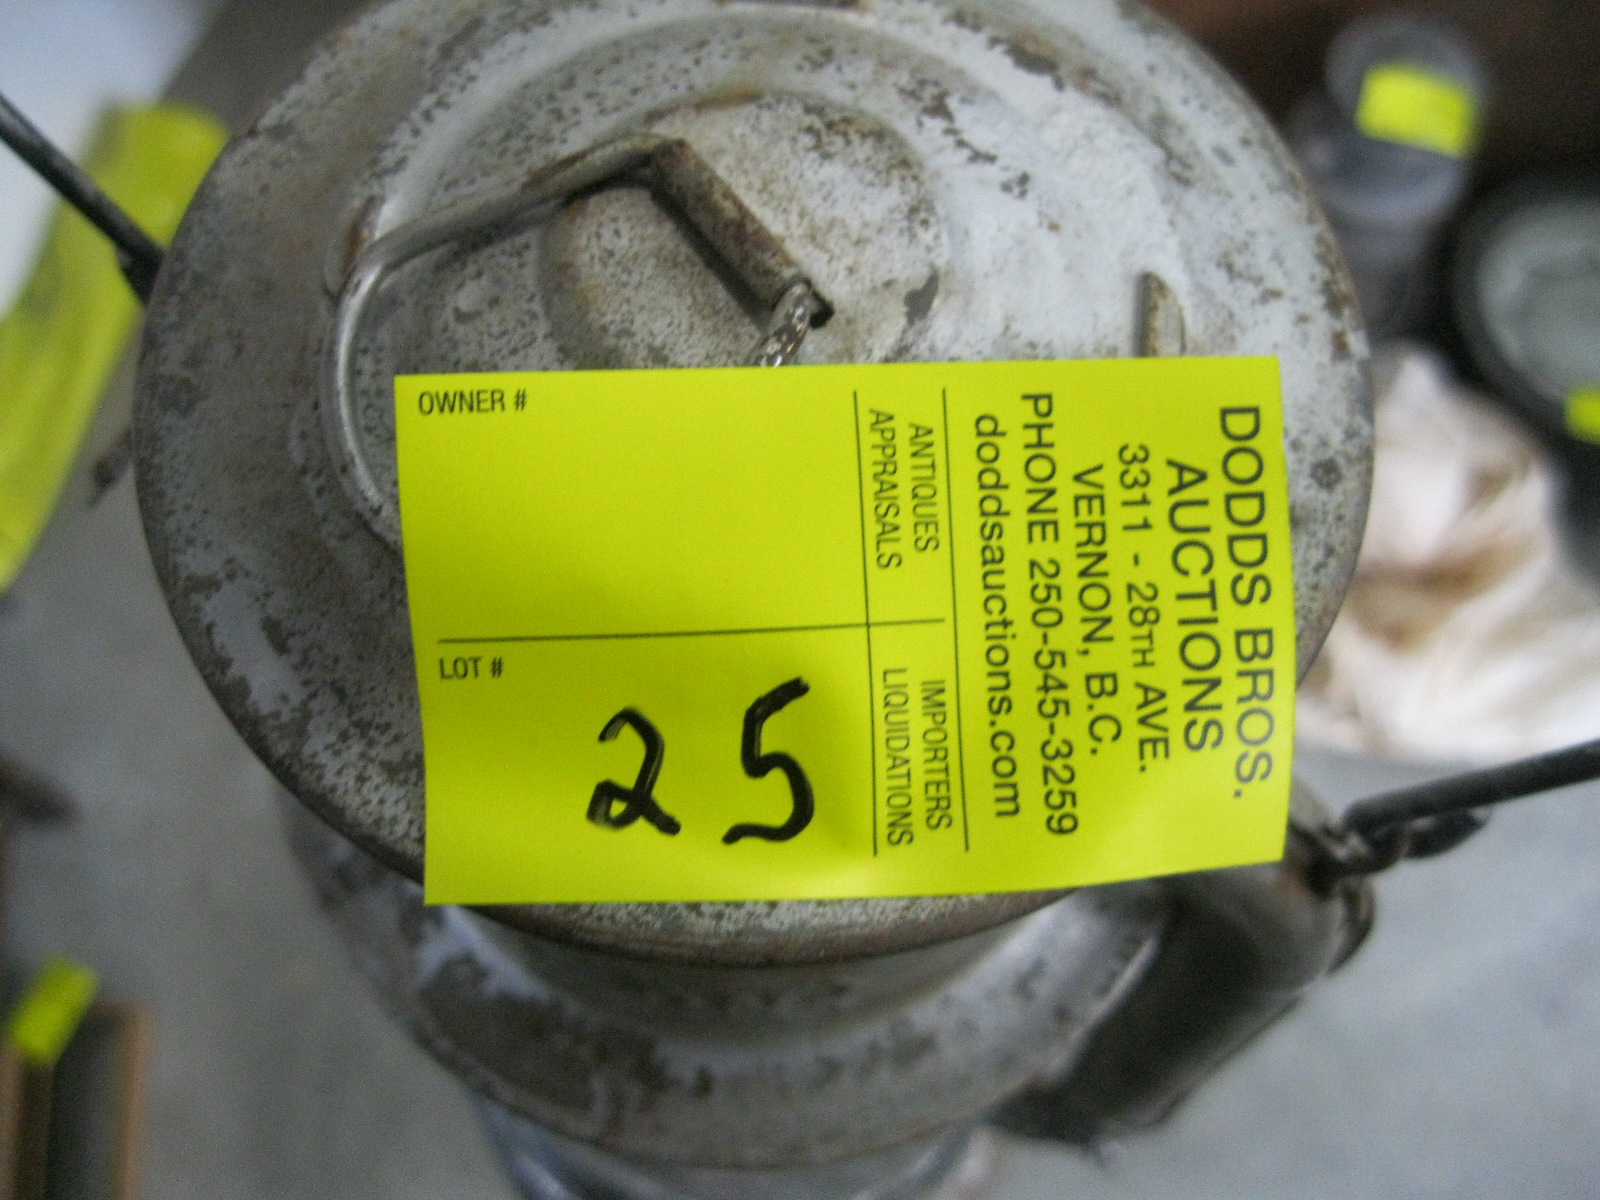 DODDS BROS.
AUCTIONS
3311 - 28TH AVE.
VERNON, B.C.
PHONE 250-545-3259
doddsauctions.com
ANTIQUES
APPRAISALS
IMPORTERS
LIQUIDATIONS
OWNER #
LOT #
25